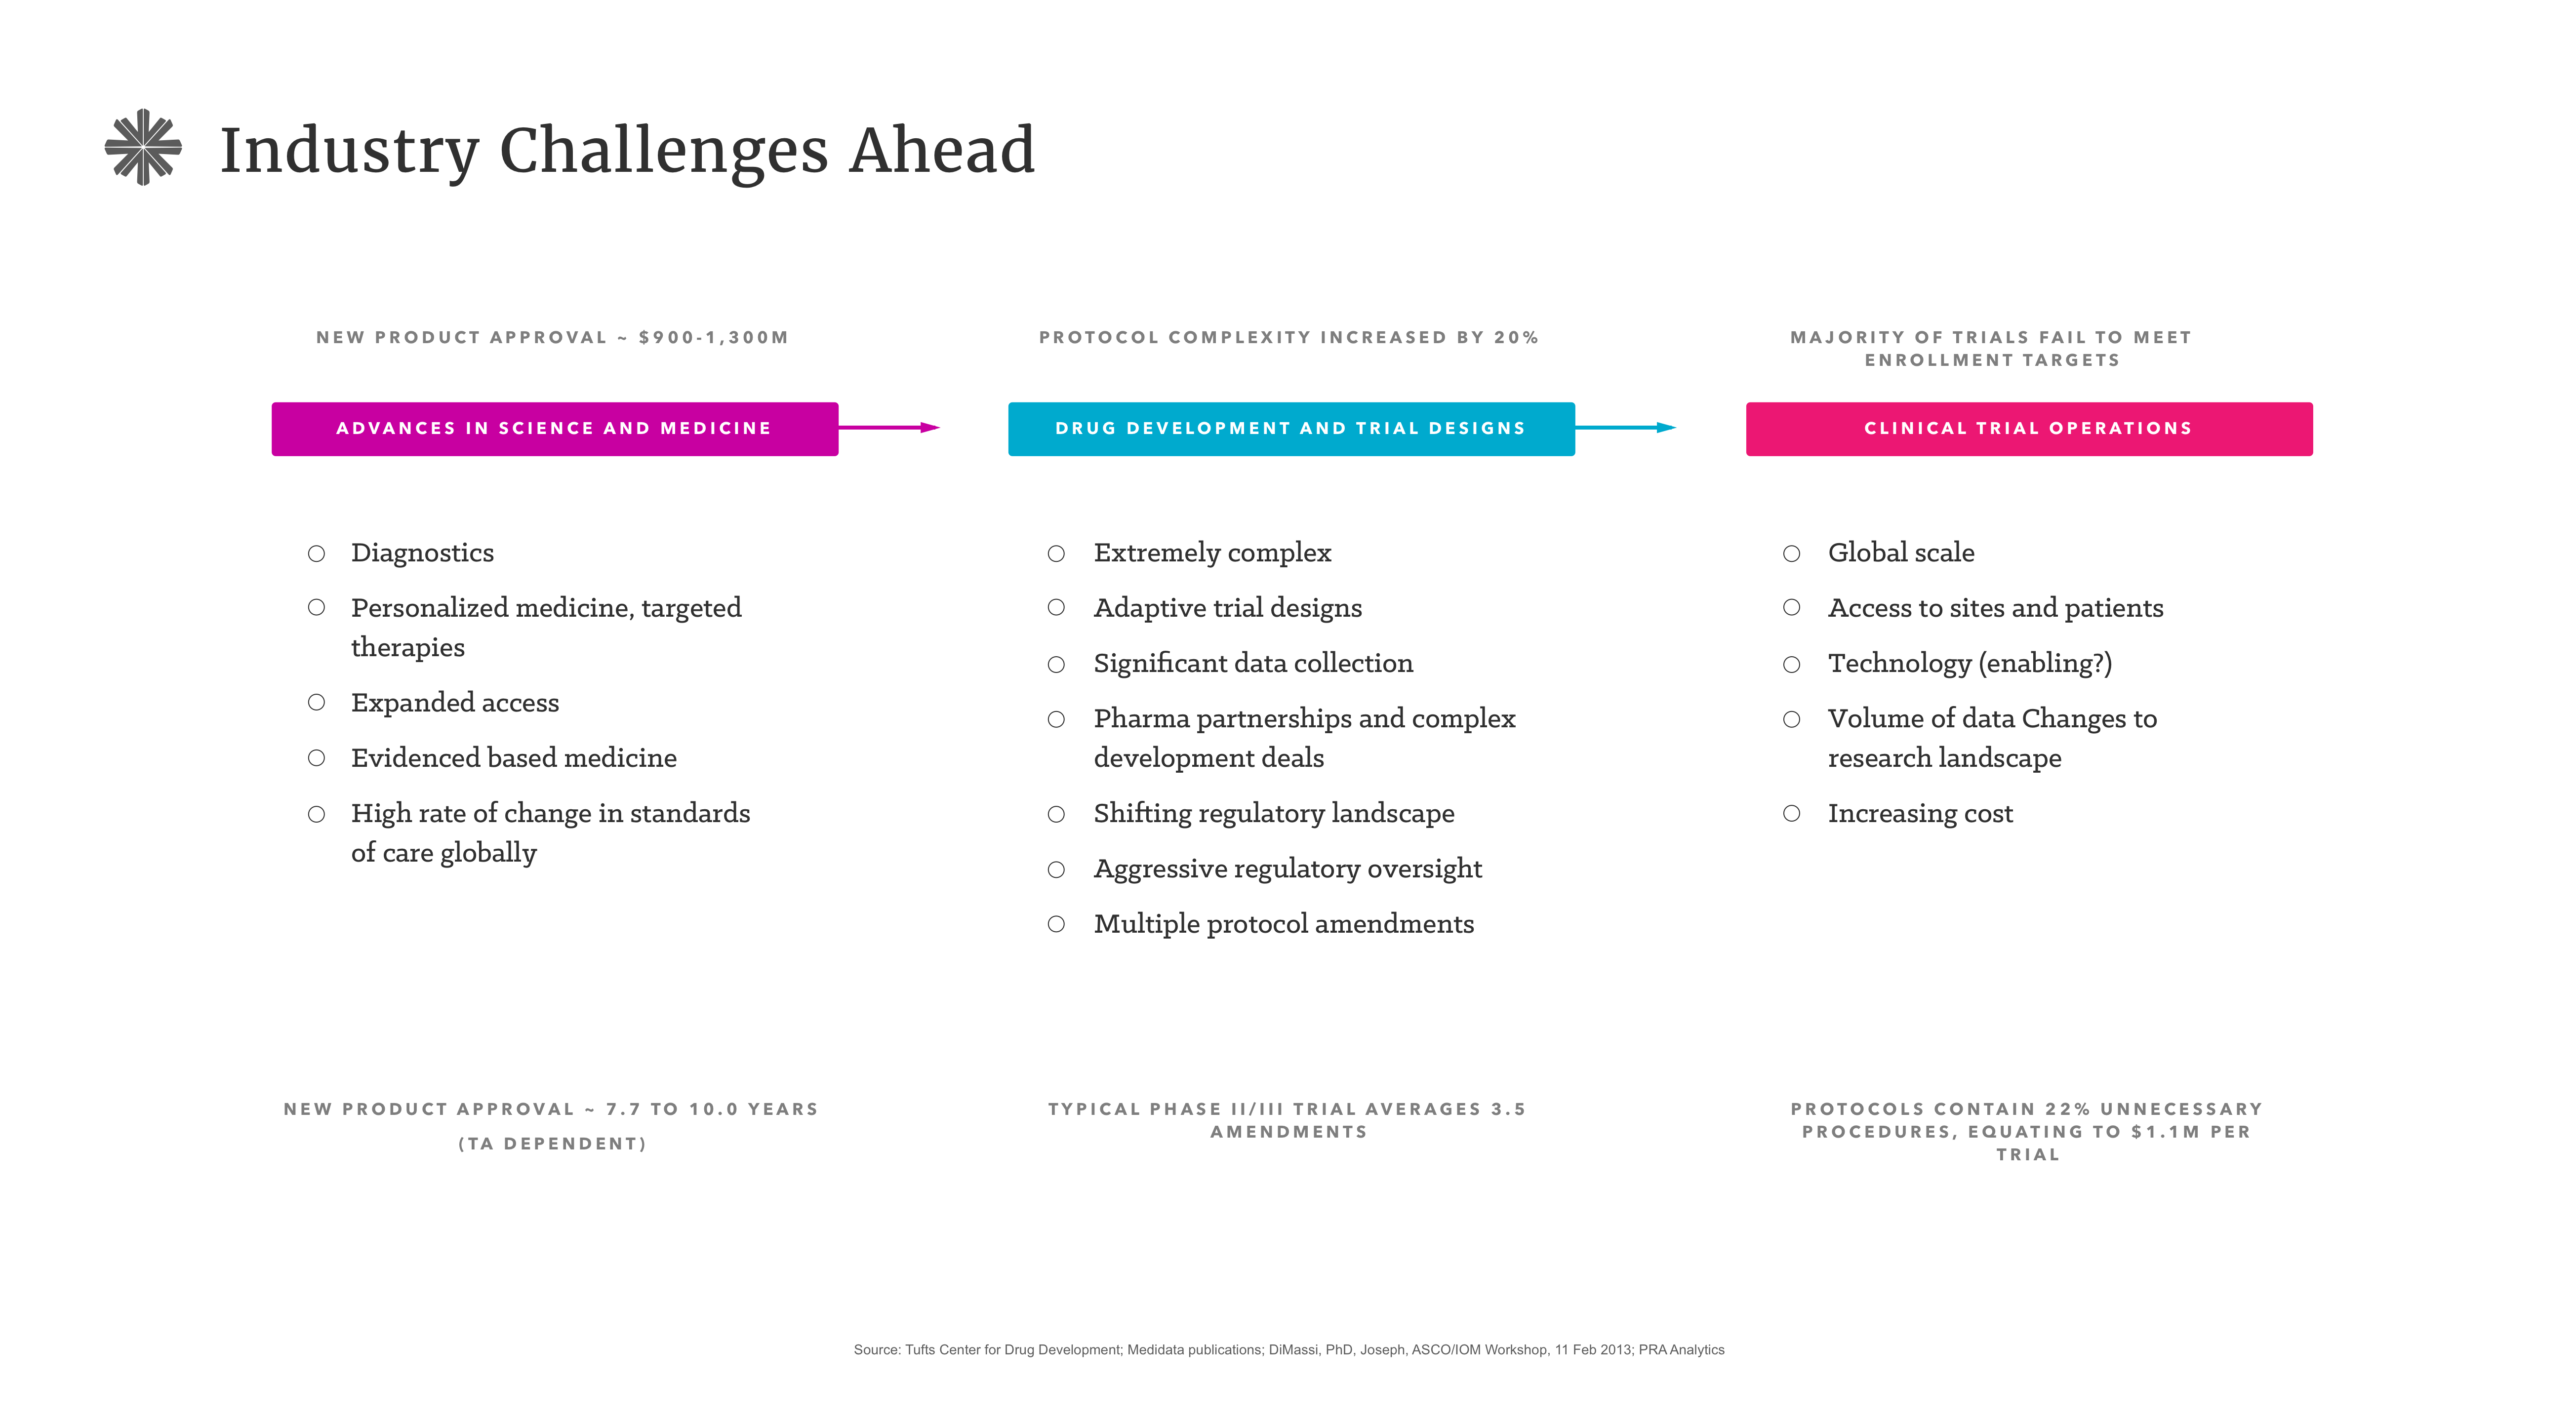 Industry Challenges Ahead
NEW PRODUCT APPROVAL ~ $900-1,300M
ADVANCES IN SCIENCE AND MEDICINE
Diagnostics
Personalized medicine, targeted
therapies
Expanded access
Evidenced based medicine
High rate of change in standards
of care globally
NEW PRODUCT APPROVAL ~ 7.7 TO 10.0 YEARS
(TA DEPENDENT)
PROTOCOL COMPLEXITY INCREASED BY 20%
DRUG DEVELOPMENT AND TRIAL DESIGNS
Extremely complex
Adaptive trial designs
Significant data collection
Pharma partnerships and complex
development deals
Shifting regulatory landscape
Aggressive regulatory oversight
Multiple protocol amendments
TYPICAL PHASE II/III TRIAL AVERAGES 3.5
AMENDMENTS
MAJORITY OF TRIALS FAIL TO MEET
ENROLLMENT TARGETS
CLINICAL TRIAL OPERATIONS
Global scale
Access to sites and patients
Technology (enabling?)
Volume of data Changes to
research landscape
Increasing cost
PROTOCOLS CONTAIN 22% UNNECESSARY
PROCEDURES, EQUATING TO $1.1M PER
TRIAL
Source: Tufts Center for Drug Development; Medidata publications; DiMassi, PhD, Joseph, ASCO/IOM Workshop, 11 Feb 2013; PRA Analytics